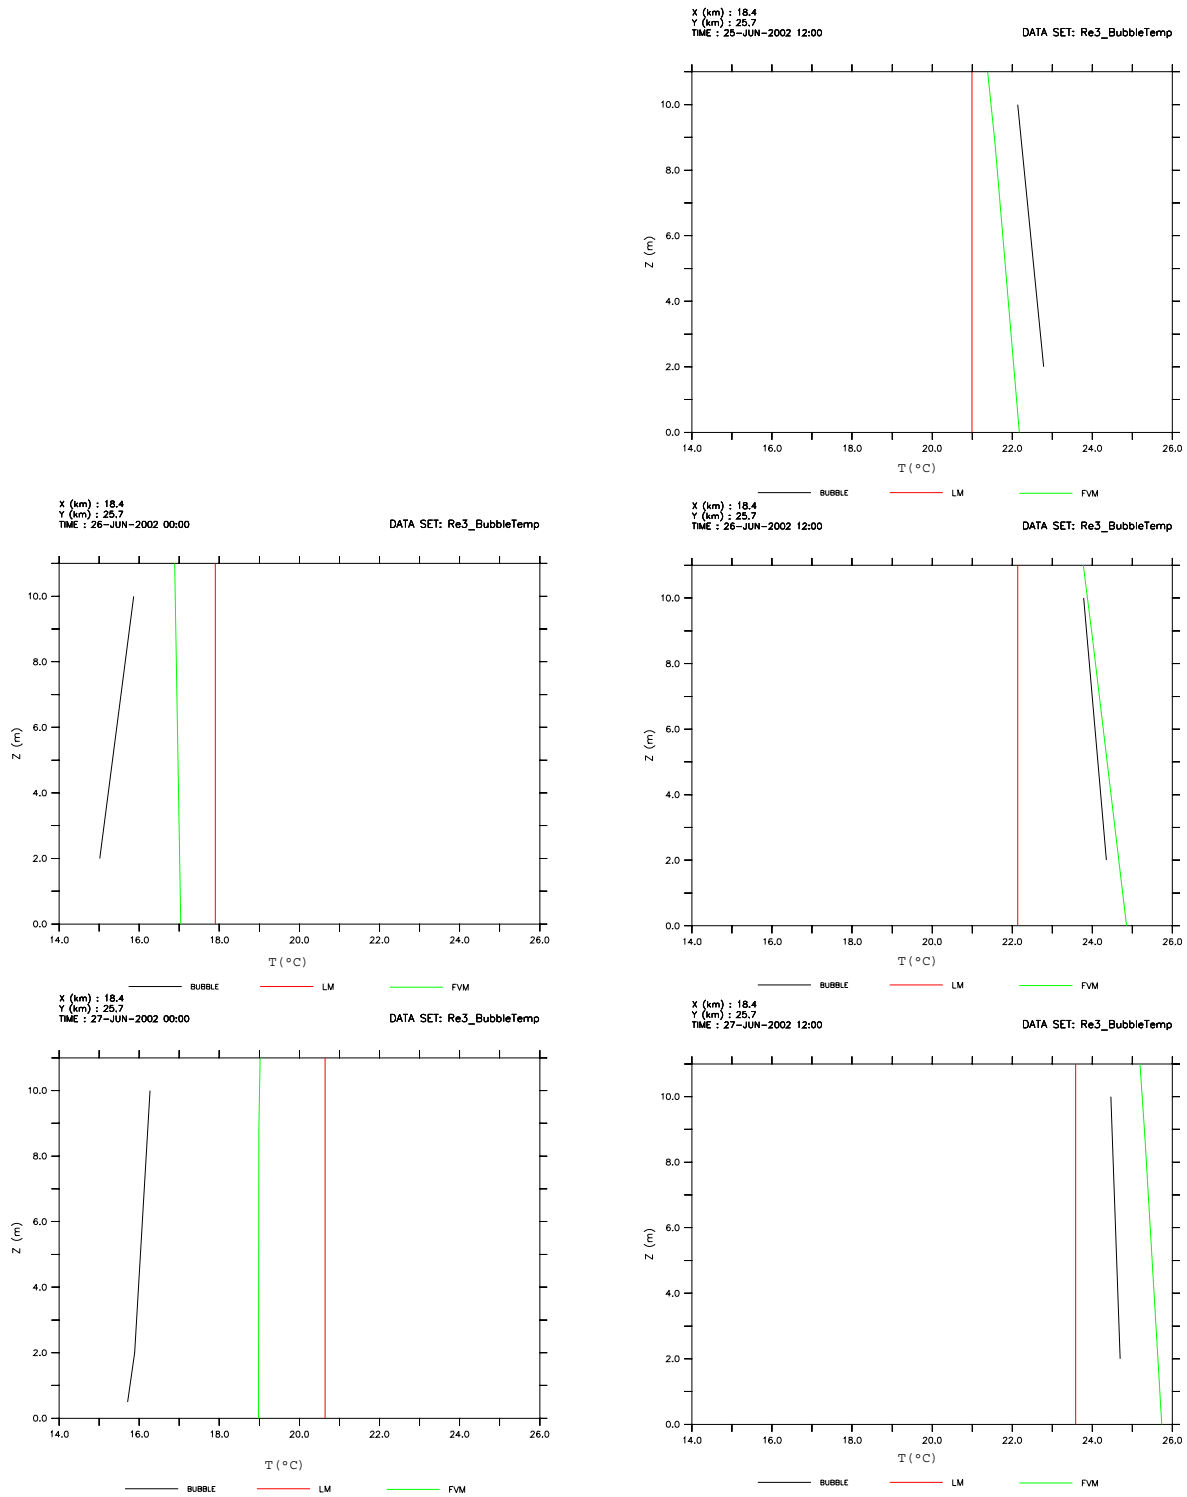 X (km) : 18.4
Y (km) : 25.7
TIME : 25-JUN-2002 12:00
DATA SET: Re3_BubbleTemp
10.0
8.0
6.0
4.0
2.0
0.0
Z (m)
14.0 16.0 18.0 20.0 22.0 24.0 26.0
T(°C)
BUBBLE LM FVM
X (km) : 18.4
Y (km) : 25.7
TIME : 26-JUN-2002 00:00
DATA SET: Re3_BubbleTemp
10.0
8.0
6.0
4.0
2.0
0.0
Z (m)
14.0 16.0 18.0 20.0 22.0 24.0 26.0
T(°C)
BUBBLE LM FVM
X (km) : 18.4
Y (km) : 25.7
TIME : 26-JUN-2002 12:00
DATA SET: Re3_BubbleTemp
10.0
8.0
6.0
4.0
2.0
0.0
Z (m)
14.0 16.0 18.0 20.0 22.0 24.0 26.0
T(°C)
BUBBLE LM FVM
X (km) : 18.4
Y (km) : 25.7
TIME : 27-JUN-2002 00:00
DATA SET: Re3_BubbleTemp
10.0
8.0
6.0
4.0
2.0
0.0
Z (m)
14.0 16.0 18.0 20.0 22.0 24.0 26.0
T(°C)
BUBBLE LM FVM
X (km) : 18.4
Y (km) : 25.7
TIME : 27-JUN-2002 12:00
DATA SET: Re3_BubbleTemp
10.0
8.0
6.0
4.0
2.0
0.0
Z (m)
14.0 16.0 18.0 20.0 22.0 24.0 26.0
T(°C)
BUBBLE LM FVM